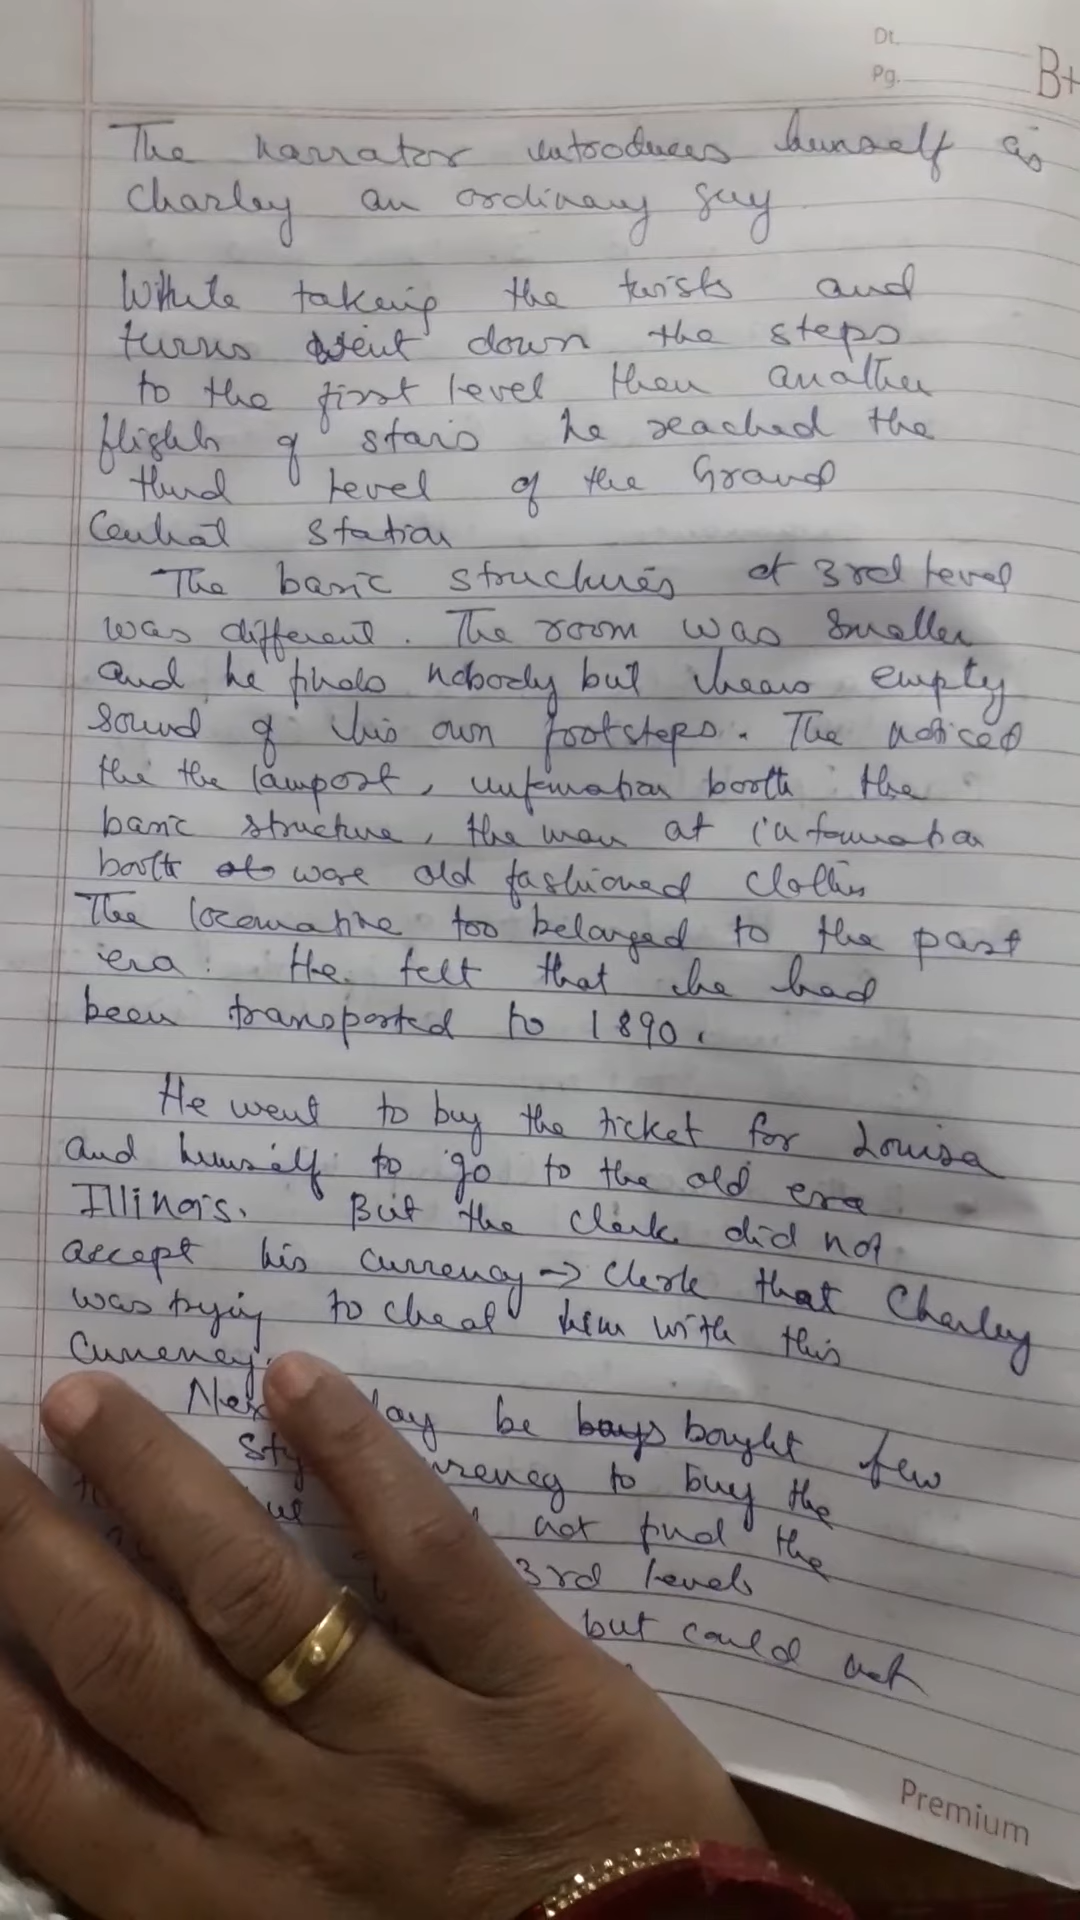 Dt.
Pg.
B+
The narrator introduces himself as
Charley an ordinary guy
While taking the twists and
turns went down the steps
to the first level then another
flights of stairs he reached the
third level of the Grand
Central Station
The basic structures at 3rd level
was different. The room was smaller
and he finds nobody but hears empty
sound of his own footsteps. The noticed
the the lampost, information booth the
basic structure, the man at information
booth wore old fashioned clothes
The locomative too belonged to the past
era. He felt that he had
been transported to 1890.
He went to buy the ticket for Louisa
and himself to go to the old era
Illinois. But the clerk did not
accept his currency → Clerk that Charley
was trying to cheat him with this
Currency.
day he bought few
to buy the
not find the
3rd levels
but could not
Premium